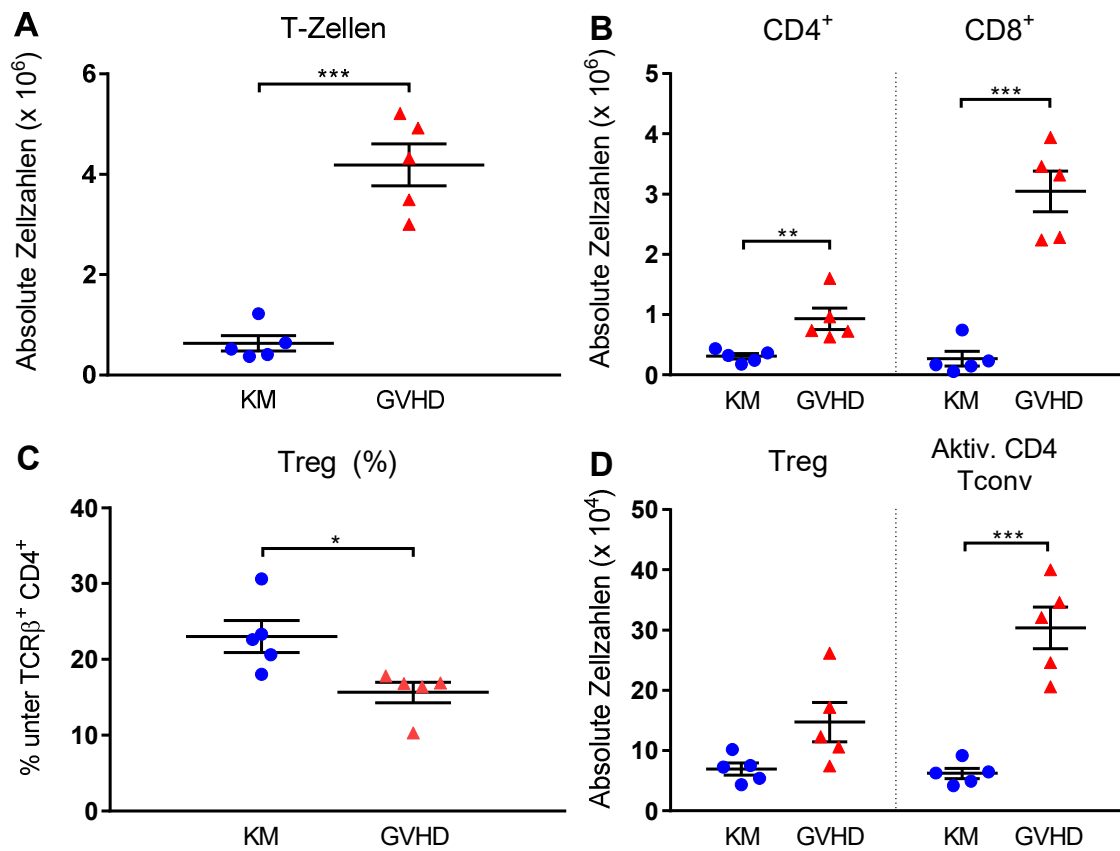 A
T-Zellen
Absolute Zellzahlen (x 10⁶)
6
4
2
0
***
KM
GVHD
B
CD4⁺
CD8⁺
Absolute Zellzahlen (x 10⁶)
5
4
3
2
1
0
**
***
KM
GVHD
KM
GVHD
C
Treg (%)
% unter TCRβ⁺ CD4⁺
40
30
20
10
0
*
KM
GVHD
D
Treg
Aktiv. CD4
Tconv
Absolute Zellzahlen (x 10⁴)
50
40
30
20
10
0
***
KM
GVHD
KM
GVHD